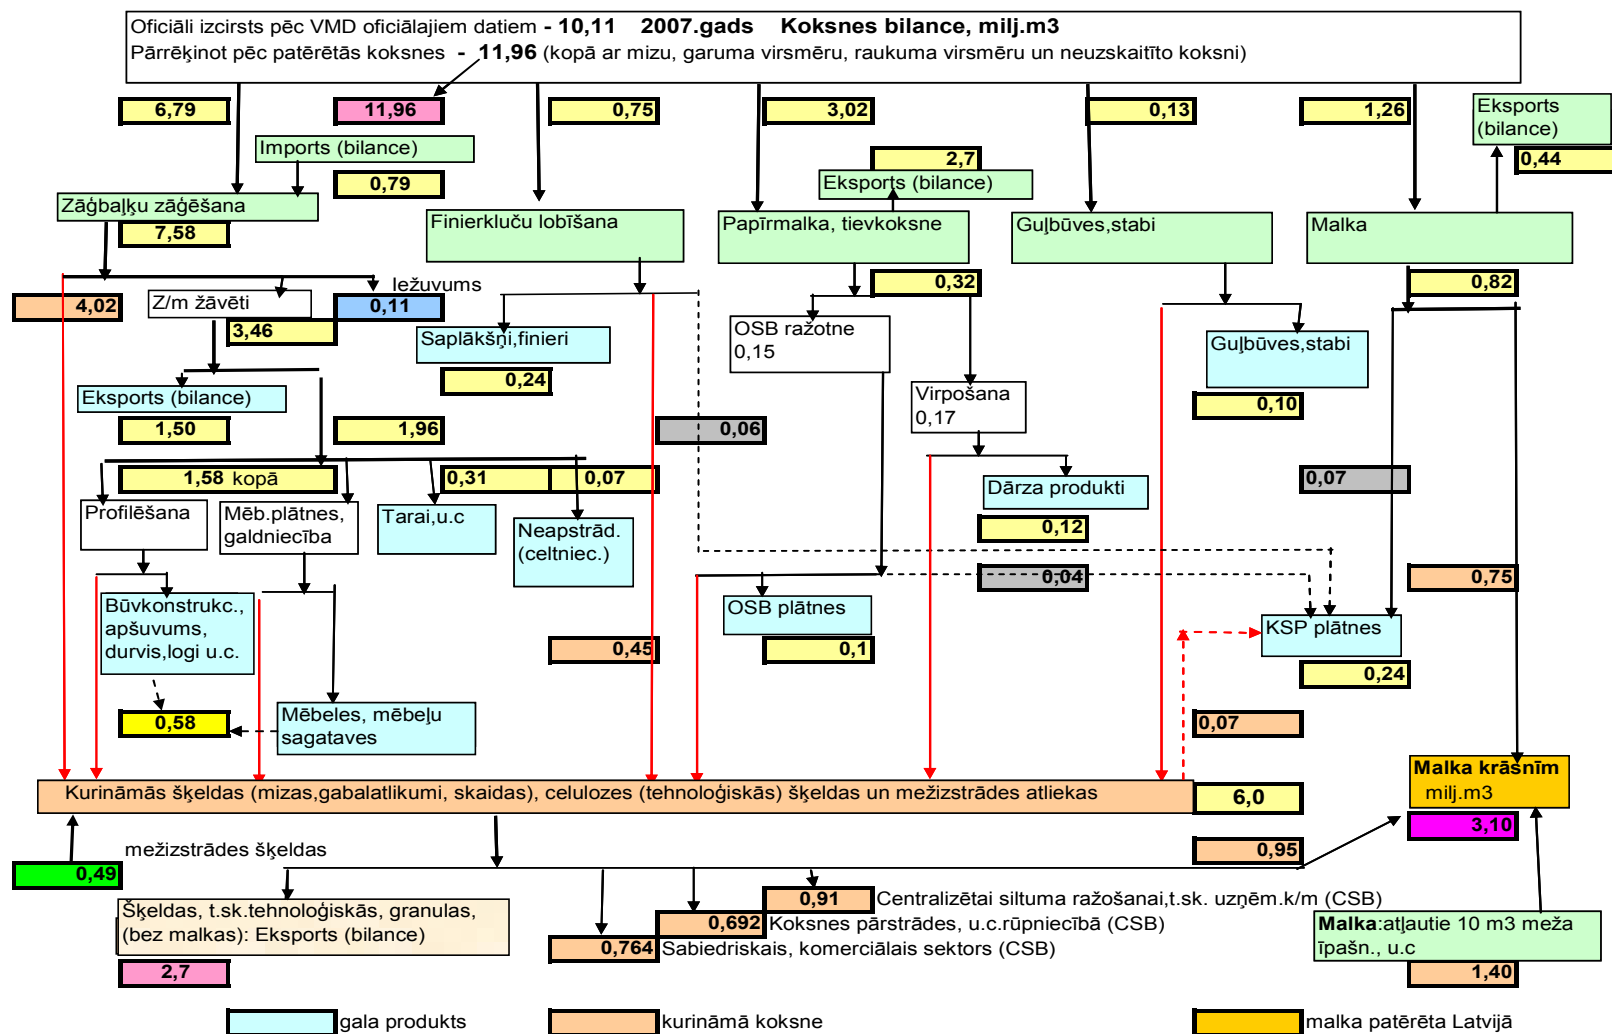 Oficiāli izcirsts pēc VMD oficiālajiem datiem - 10,11 2007.gads Koksnes bilance, milj.m3
Pārrēķinot pēc patērētās koksnes - 11,96 (kopā ar mizu, garuma virsmēru, raukuma virsmēru un neuzskaitīto koksni)
6,79
11,96
0,75
3,02
0,13
1,26
Eksports
(bilance)
0,44
Imports (bilance)
0,79
2,7
Eksports (bilance)
Zāģbaļķu zāģēšana
7,58
Finierkluču lobīšana
Papīrmalka, tievkoksne
Guļbūves,stabi
Malka
4,02
Z/m žāvēti
Iežuvums
0,11
3,46
0,32
0,82
Saplākšņi,finieri
0,24
OSB ražotne
0,15
Guļbūves,stabi
0,10
Virpošana
0,17
Eksports (bilance)
1,50
1,96
0,06
1,58 kopā
0,31
0,07
0,07
Profilēšana
Mēb.plātnes,
galdniecība
Tarai,u.c
Neapstrād.
(celtniec.)
Dārza produkti
0,12
0,04
0,75
Būvkonstrukc.,
apšuvums,
durvis,logi u.c.
OSB plātnes
0,1
KSP plātnes
0,24
0,45
0,58
Mēbeles, mēbeļu
sagataves
0,07
Kurināmās šķeldas (mizas,gabalatlikumi, skaidas), celulozes (tehnoloģiskās) šķeldas un mežizstrādes atliekas
6,0
Malka krāsnīm
milj.m3
3,10
mežizstrādes šķeldas
0,49
0,95
Šķeldas, t.sk.tehnoloģiskās, granulas,
(bez malkas): Eksports (bilance)
2,7
0,91 Centralizētai siltuma ražošanai,t.sk. uzņēm.k/m (CSB)
0,692 Koksnes pārstrādes, u.c.rūpniecībā (CSB)
0,764 Sabiedriskais, komerciālais sektors (CSB)
Malka:atļautie 10 m3 meža
īpašn., u.c
1,40
gala produkts
kurināmā koksne
malka patērēta Latvijā